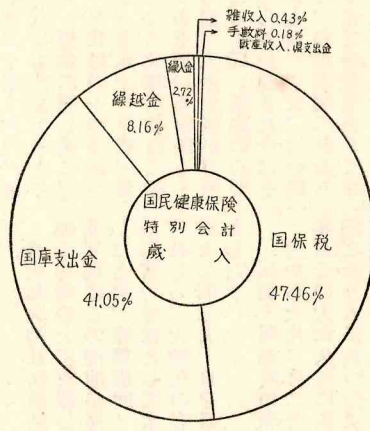 雑収入 0.43%
手数料 0.18%
財産収入、県支出金
繰入金
2.72
%
繰越金
8.16%
国民健康保険
特別会計
歳入
国保税
47.46%
国庫支出金
41.05%